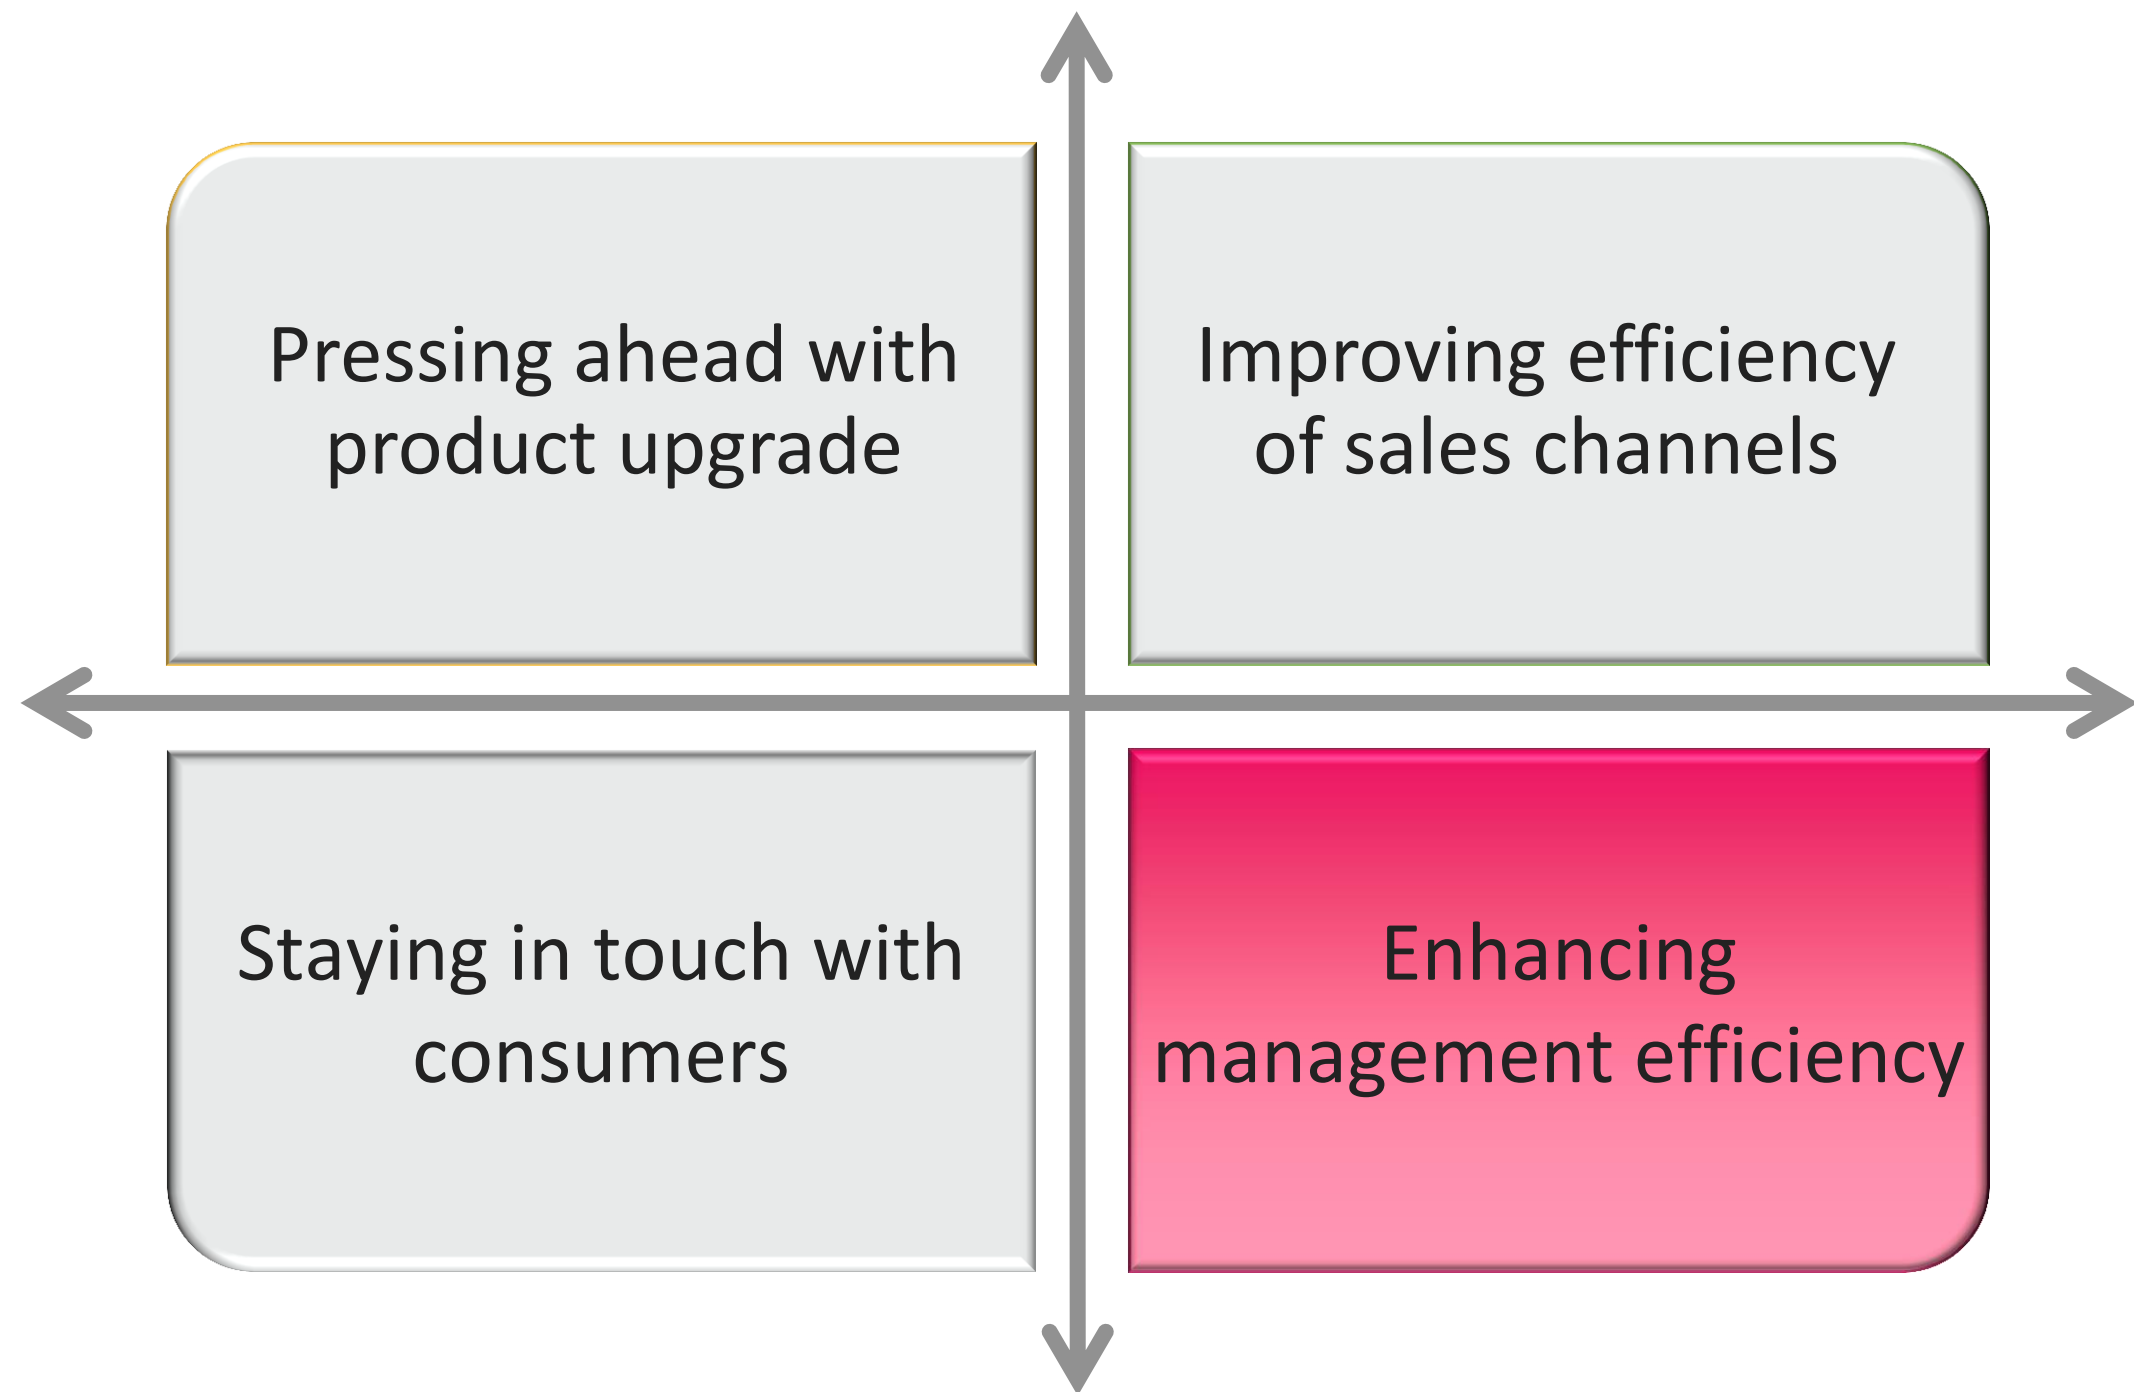 Pressing ahead with
product upgrade
Improving efficiency
of sales channels
Staying in touch with
consumers
Enhancing
management efficiency